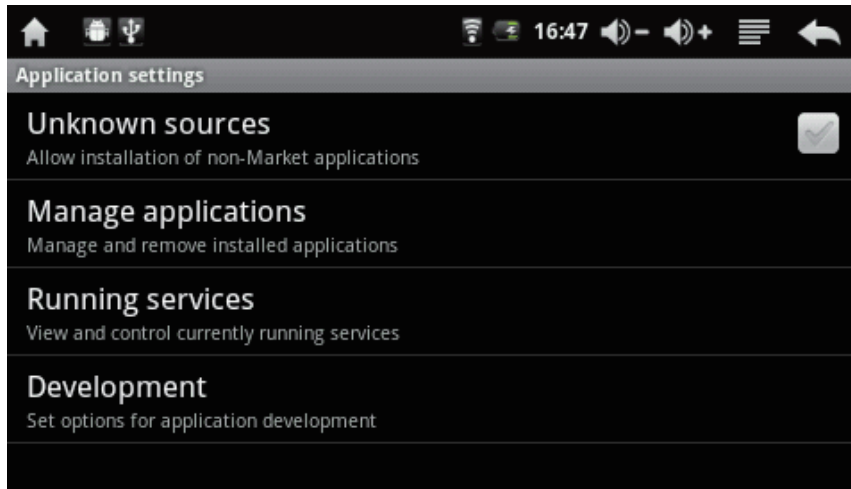 16:47
Application settings
Unknown sources
Allow installation of non-Market applications
Manage applications
Manage and remove installed applications
Running services
View and control currently running services
Development
Set options for application development